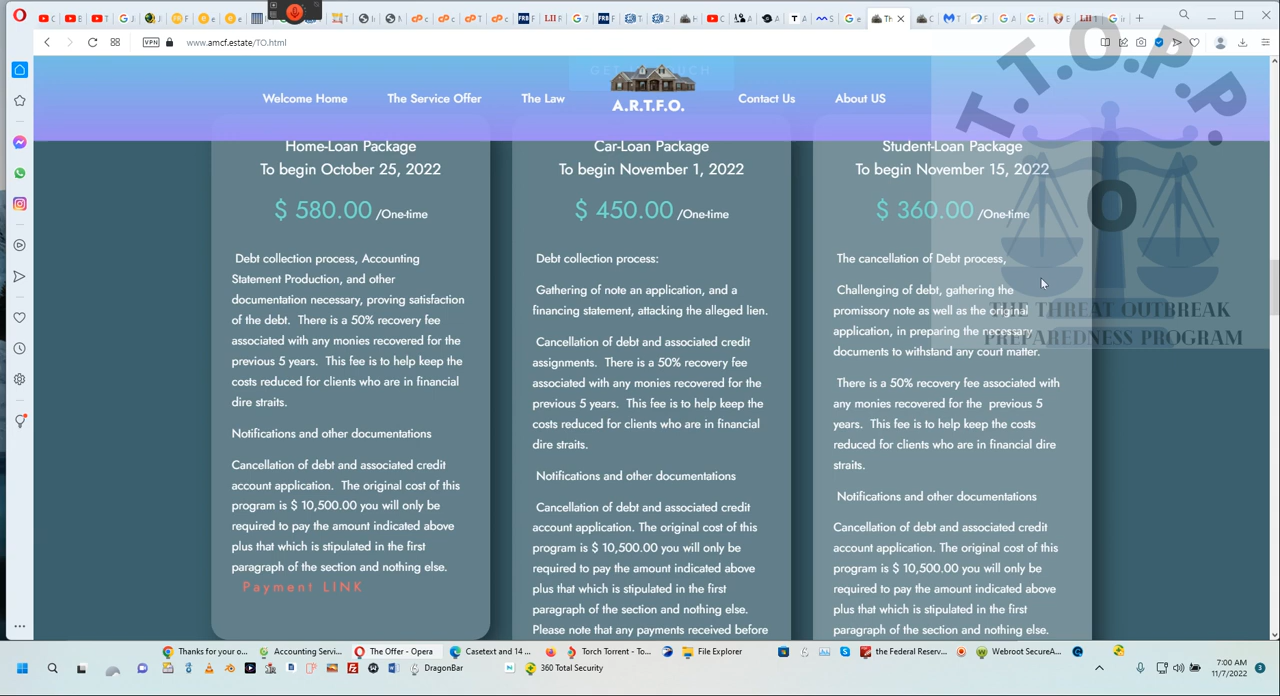 www.amcf.estate/TO.html
VPN
GET IN TOUCH
Welcome Home
The Service Offer
The Law
A.R.T.F.O.
Contact Us
About US
T.T.O.P.P.
O
THE THREAT OUTBREAK
PREPAREDNESS PROGRAM
Home-Loan Package
To begin October 25, 2022
$ 580.00 /One-time
Debt collection process, Accounting
Statement Production, and other
documentation necessary, proving satisfaction
of the debt. There is a 50% recovery fee
associated with any monies recovered for the
previous 5 years. This fee is to help keep the
costs reduced for clients who are in financial
dire straits.
Notifications and other documentations
Cancellation of debt and associated credit
account application. The original cost of this
program is $ 10,500.00 you will only be
required to pay the amount indicated above
plus that which is stipulated in the first
paragraph of the section and nothing else.
Payment LINK
Car-Loan Package
To begin November 1, 2022
$ 450.00 /One-time
Debt collection process:
Gathering of note an application, and a
financing statement, attacking the alleged lien.
Cancellation of debt and associated credit
assignments. There is a 50% recovery fee
associated with any monies recovered for the
previous 5 years. This fee is to help keep the
costs reduced for clients who are in financial
dire straits.
Notifications and other documentations
Cancellation of debt and associated credit
account application. The original cost of this
program is $ 10,500.00 you will only be
required to pay the amount indicated above
plus that which is stipulated in the first
paragraph of the section and nothing else.
Please note that any payments received before
Student-Loan Package
To begin November 15, 2022
$ 360.00 /One-time
The cancellation of Debt process,
Challenging of debt, gathering the
promissory note as well as the original
application, in preparing the necessary
documents to withstand any court matter.
There is a 50% recovery fee associated with
any monies recovered for the previous 5
years. This fee is to help keep the costs
reduced for clients who are in financial dire
straits.
Notifications and other documentations
Cancellation of debt and associated credit
account application. The original cost of this
program is $ 10,500.00 you will only be
required to pay the amount indicated above
plus that which is stipulated in the first
paragraph of the section and nothing else.
Thanks for your o...
Accounting Servi...
The Offer - Opera
Casetext and 14 ...
Torch Torrent - To...
File Explorer
the Federal Reserv...
Webroot SecureA...
DragonBar
360 Total Security
7:00 AM
11/7/2022